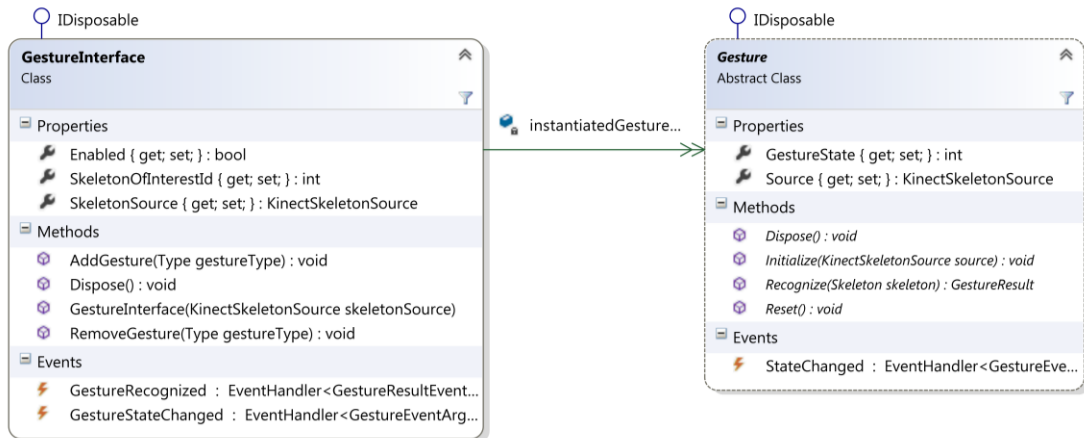 IDisposable
GestureInterface
Class
Properties
Enabled { get; set; } : bool
SkeletonOfInterestId { get; set; } : int
SkeletonSource { get; set; } : KinectSkeletonSource
Methods
AddGesture(Type gestureType) : void
Dispose() : void
GestureInterface(KinectSkeletonSource skeletonSource)
RemoveGesture(Type gestureType) : void
Events
GestureRecognized : EventHandler<GestureResultEvent...
GestureStateChanged : EventHandler<GestureEventArg...
instantiatedGesture...
IDisposable
Gesture
Abstract Class
Properties
GestureState { get; set; } : int
Source { get; set; } : KinectSkeletonSource
Methods
Dispose() : void
Initialize(KinectSkeletonSource source) : void
Recognize(Skeleton skeleton) : GestureResult
Reset() : void
Events
StateChanged : EventHandler<GestureEve...